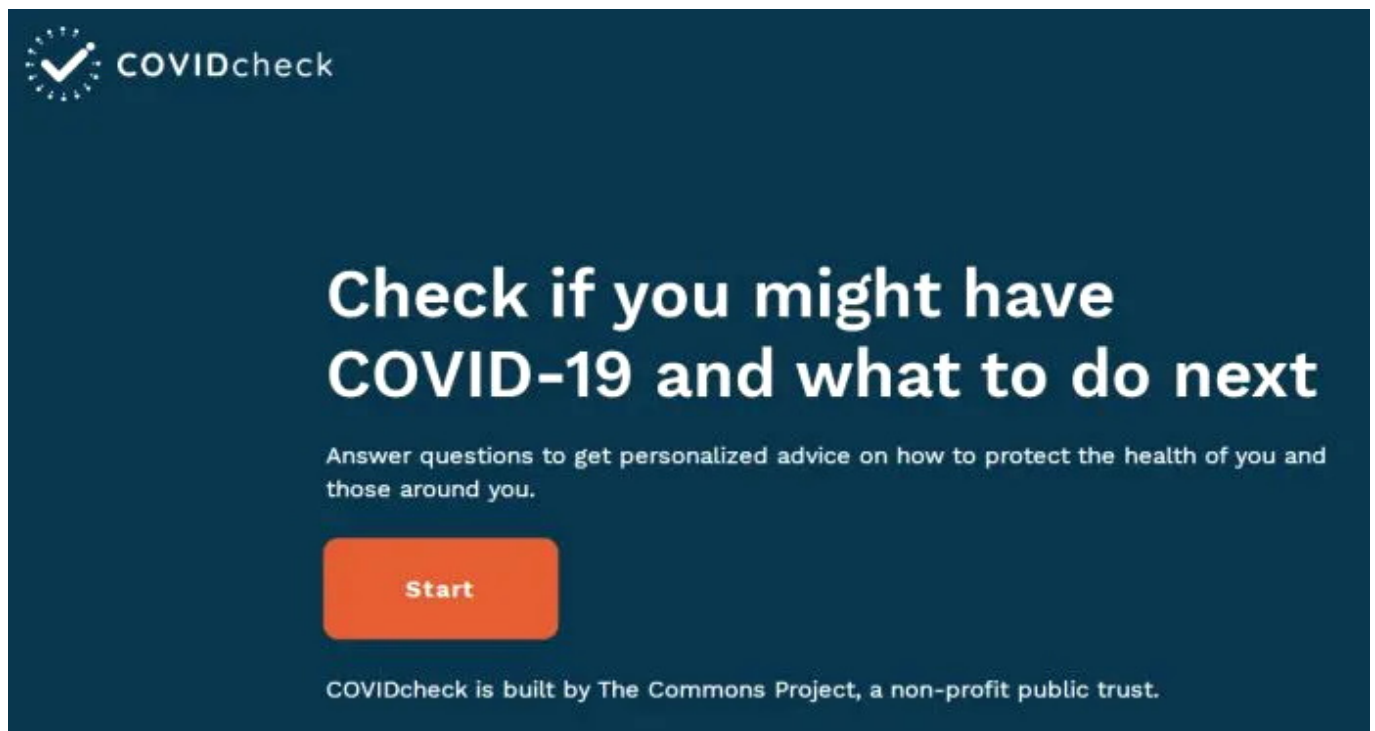 COVIDcheck
Check if you might have
COVID-19 and what to do next
Answer questions to get personalized advice on how to protect the health of you and
those around you.
Start
COVIDcheck is built by The Commons Project, a non-profit public trust.